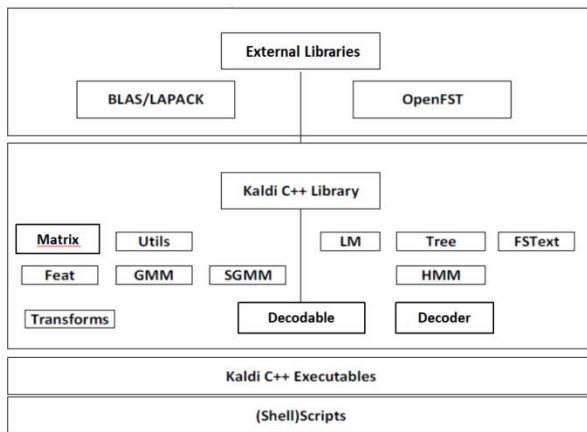 External Libraries
BLAS/LAPACK OpenFST
Kaldi C++ Library
Matrix Utils LM Tree FSText
Feat GMM SGMM HMM
Transforms Decodable Decoder
Kaldi C++ Executables
(Shell)Scripts